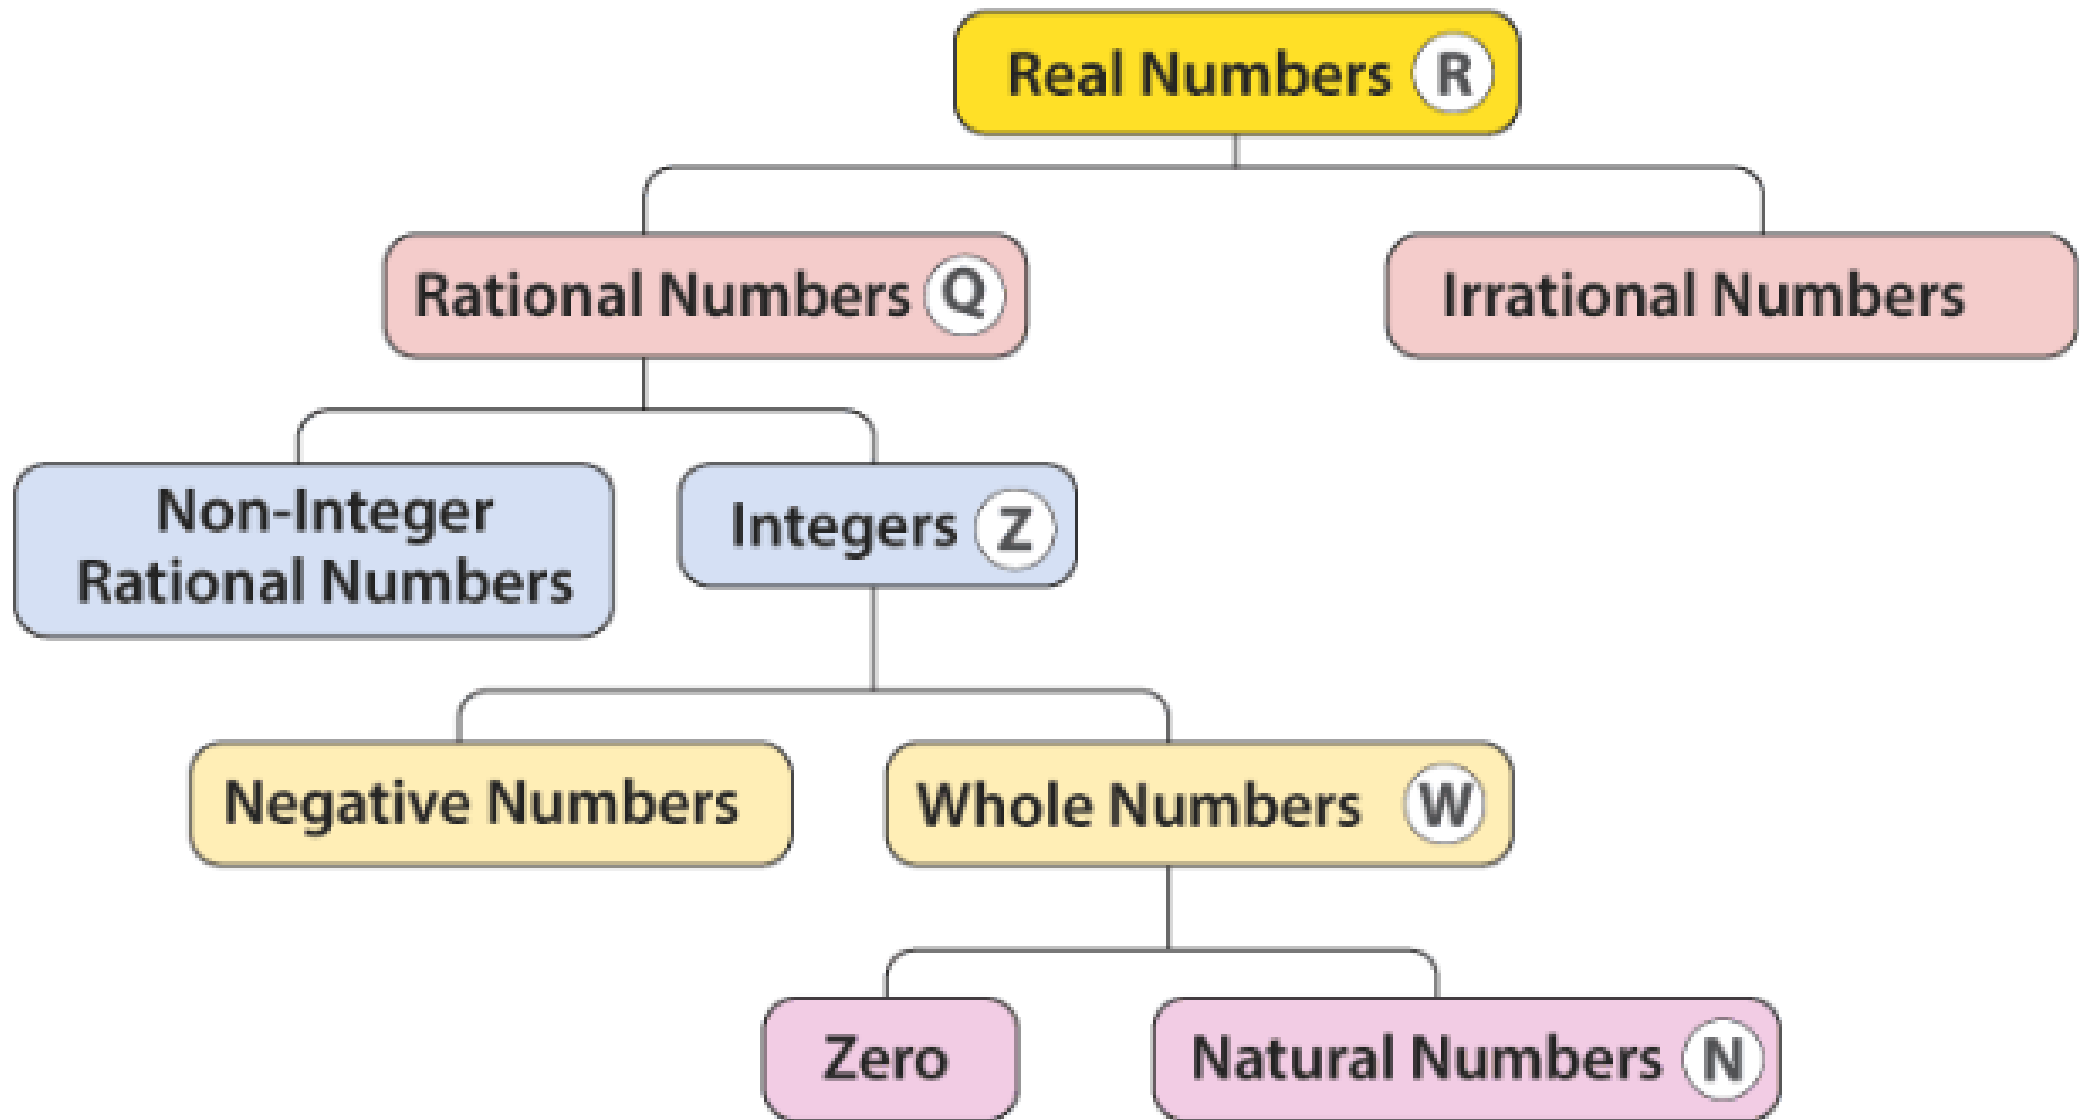 Real Numbers R
Rational Numbers Q
Irrational Numbers
Non-Integer
Rational Numbers
Integers Z
Negative Numbers
Whole Numbers W
Zero
Natural Numbers N